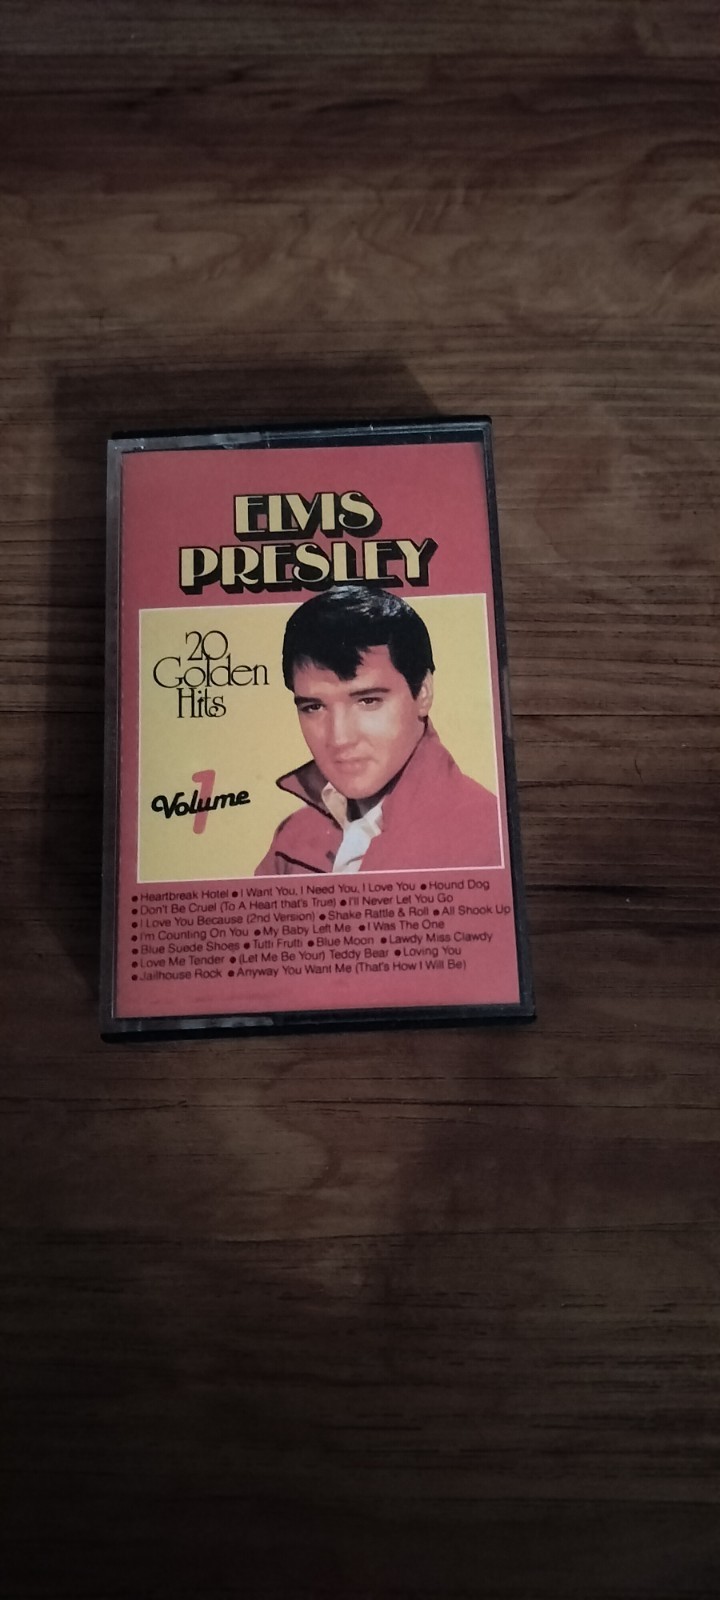 ELVIS
PRESLEY
20
Golden
Hits
Volume 1
• Heartbreak Hotel • I Want You, I Need You, I Love You • Hound Dog
• Don't Be Cruel (To A Heart that's True) • I'll Never Let You Go
• I Love You Because (2nd Version) • Shake Rattle & Roll • All Shook Up
• I'm Counting On You • My Baby Left Me • I Was The One
• Blue Suede Shoes • Tutti Frutti • Blue Moon • Lawdy Miss Clawdy
• Love Me Tender • (Let Me Be Your) Teddy Bear • Loving You
• Jailhouse Rock • Anyway You Want Me (That's How I Will Be)